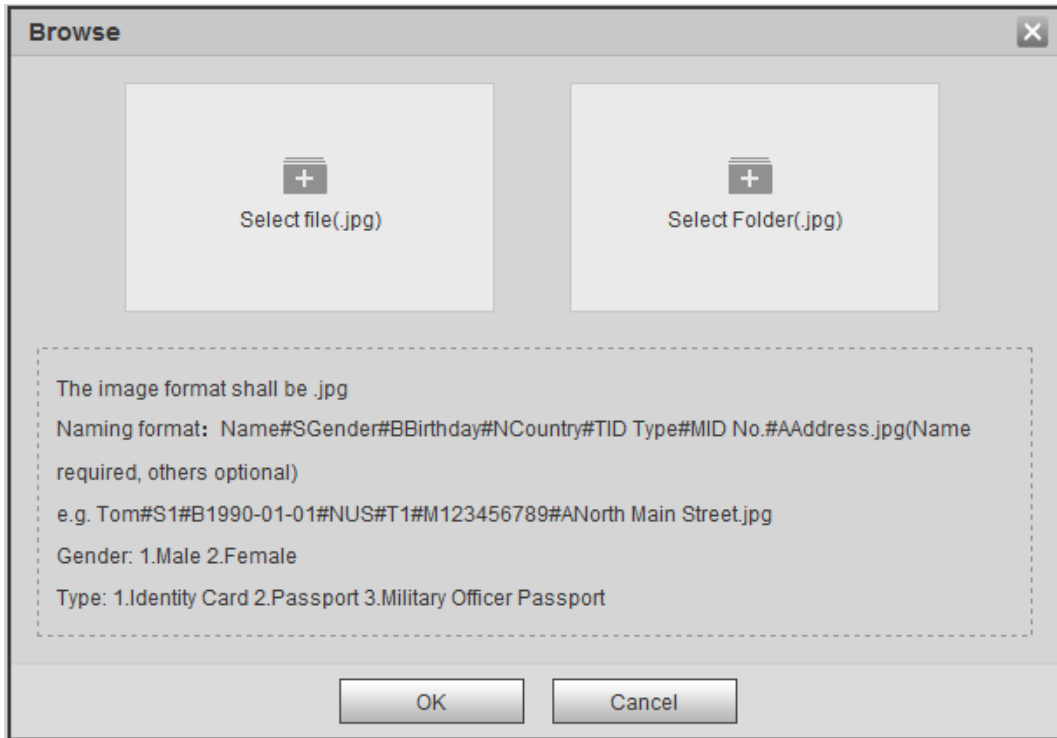 Browse
Select file(.jpg)
Select Folder(.jpg)
The image format shall be .jpg
Naming format：Name#SGender#BBirthday#NCountry#TID Type#MID No.#AAddress.jpg(Name
required, others optional)
e.g. Tom#S1#B1990-01-01#NUS#T1#M123456789#ANorth Main Street.jpg
Gender: 1.Male 2.Female
Type: 1.Identity Card 2.Passport 3.Military Officer Passport
OK
Cancel